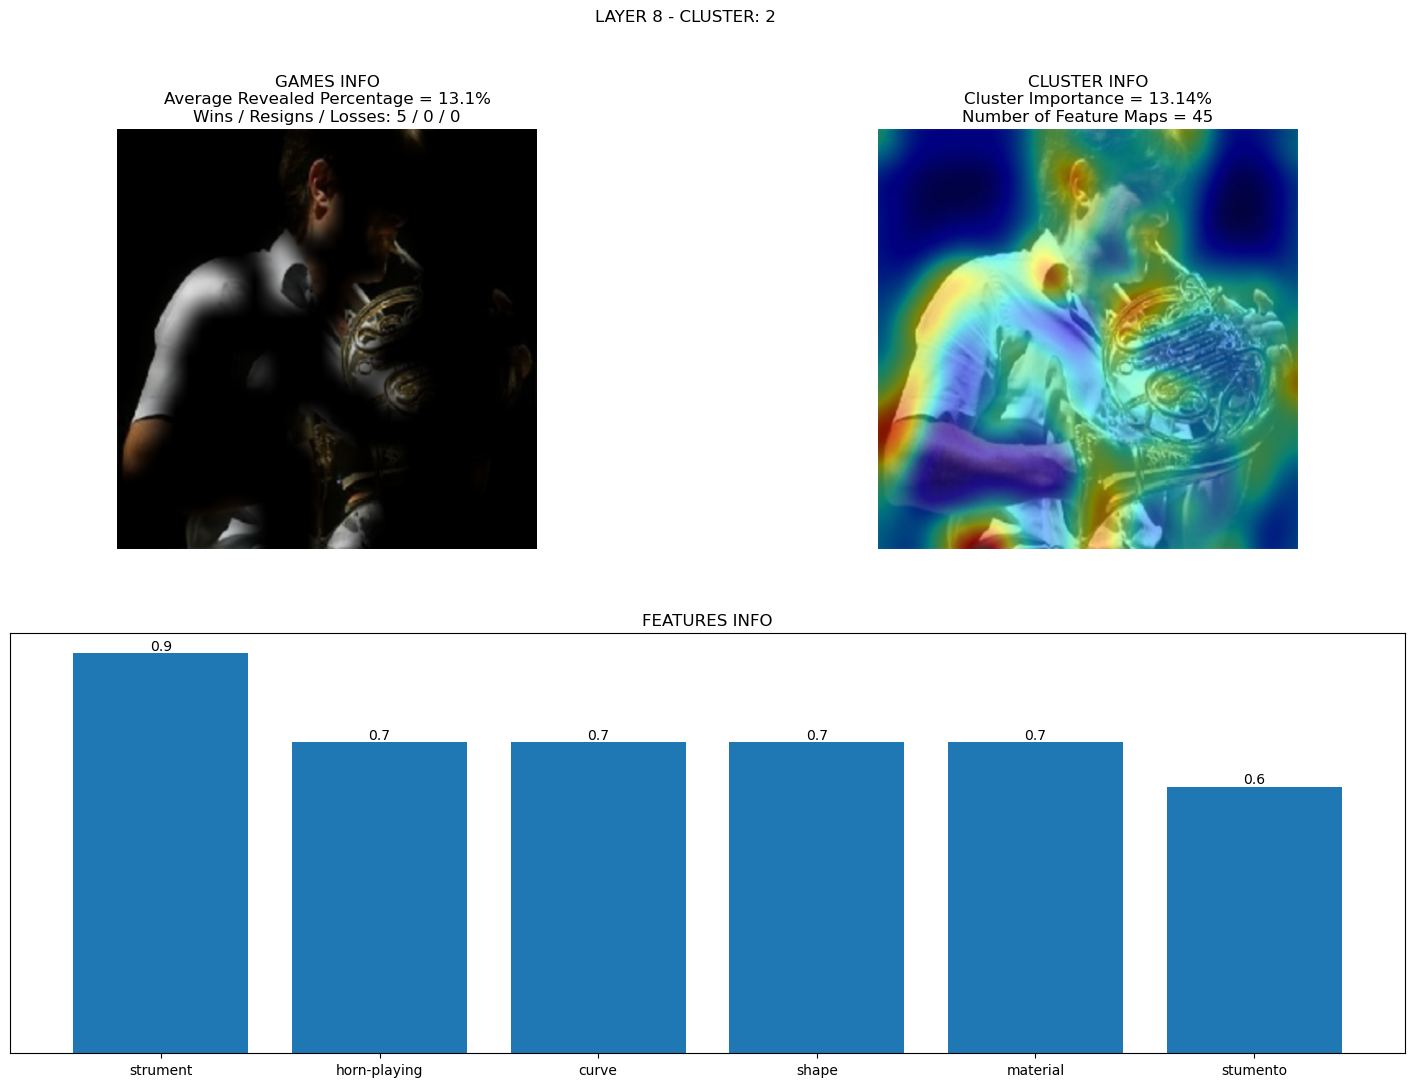 LAYER 8 - CLUSTER: 2
GAMES INFO
Average Revealed Percentage = 13.1%
Wins / Resigns / Losses: 5 / 0 / 0
CLUSTER INFO
Cluster Importance = 13.14%
Number of Feature Maps = 45
FEATURES INFO
0.9
0.7
0.7
0.7
0.7
0.6
strument
horn-playing
curve
shape
material
stumento